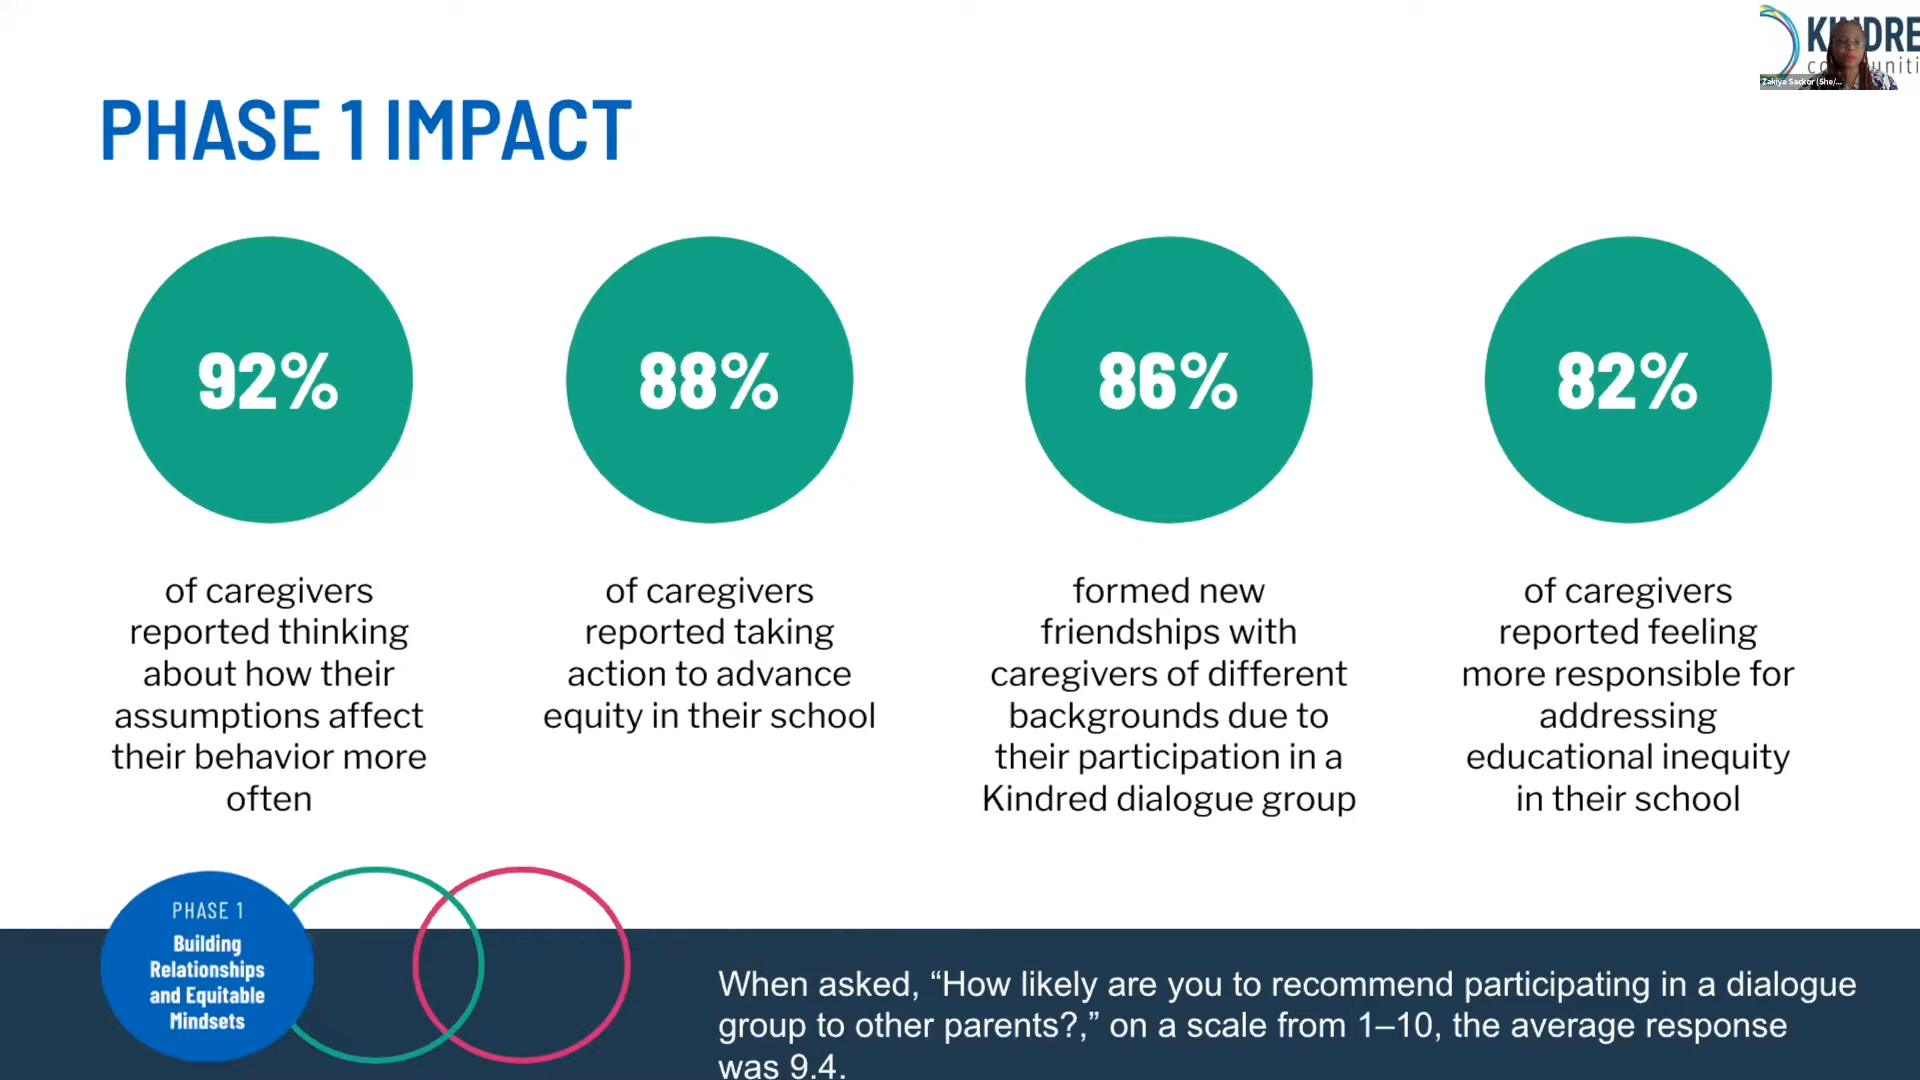 KINDRE
Zakiya Sackor (She/...
PHASE 1 IMPACT
92%
of caregivers
reported thinking
about how their
assumptions affect
their behavior more
often
88%
of caregivers
reported taking
action to advance
equity in their school
86%
formed new
friendships with
caregivers of different
backgrounds due to
their participation in a
Kindred dialogue group
82%
of caregivers
reported feeling
more responsible for
addressing
educational inequity
in their school
PHASE 1
Building
Relationships
and Equitable
Mindsets
When asked, “How likely are you to recommend participating in a dialogue
group to other parents?,” on a scale from 1–10, the average response
was 9.4.